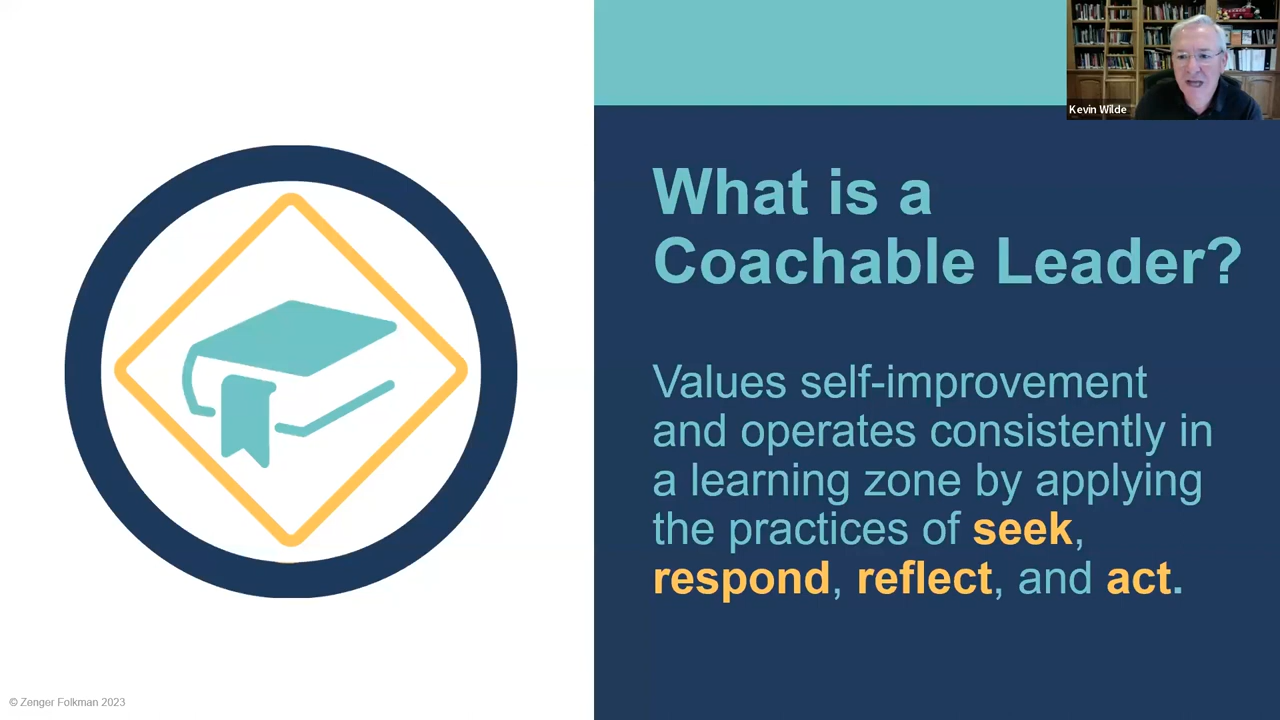 Kevin Wilde
What is a
Coachable Leader?
Values self-improvement
and operates consistently in
a learning zone by applying
the practices of seek,
respond, reflect, and act.
© Zenger Folkman 2023